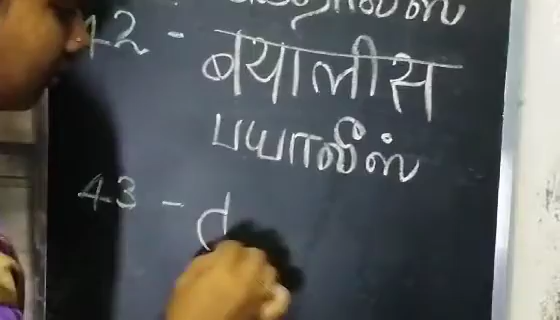 42 - बयालीस
பயாலீஸ்
43 - त